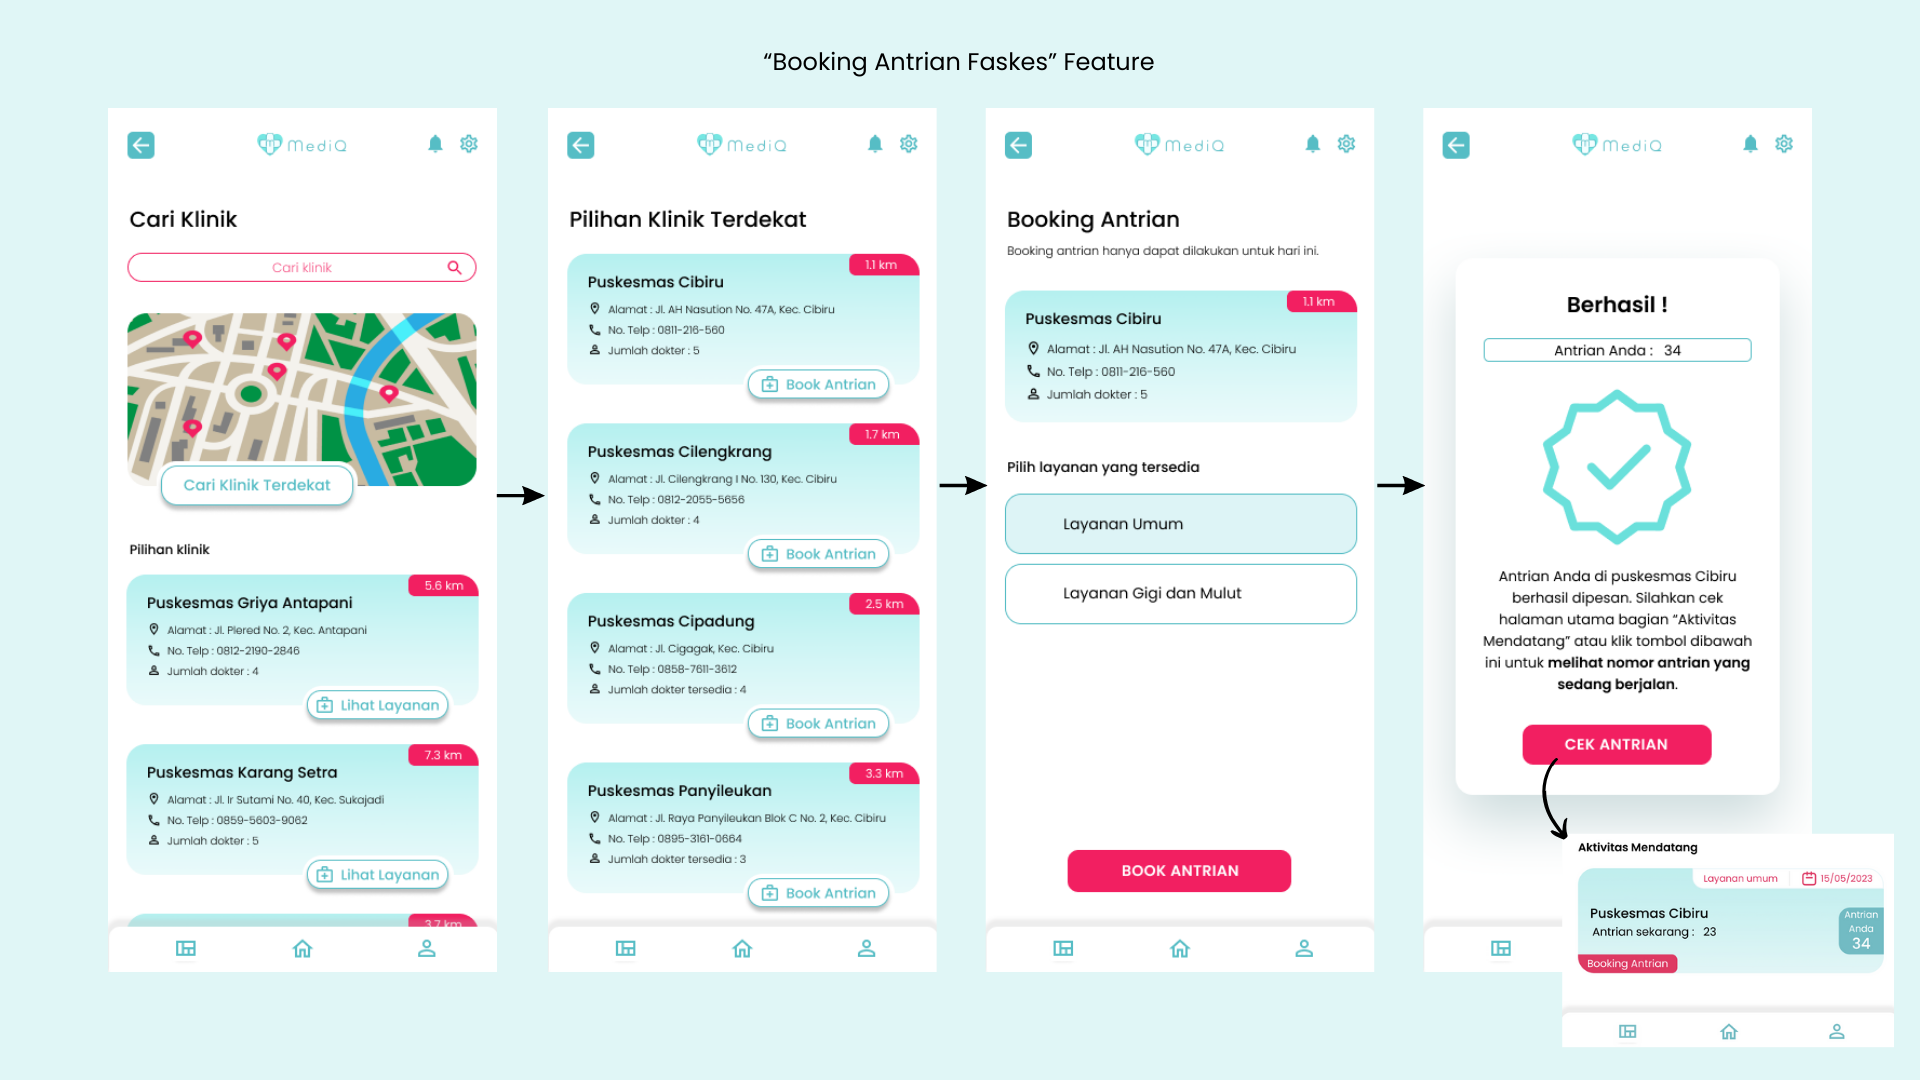 “Booking Antrian Faskes” Feature
MediQ
Cari Klinik
Cari klinik
Cari Klinik Terdekat
Pilihan klinik
5.6 km
Puskesmas Griya Antapani
Alamat : Jl. Plered No. 2, Kec. Antapani
No. Telp : 0812-2190-2846
Jumlah dokter : 4
Lihat Layanan
7.3 km
Puskesmas Karang Setra
Alamat : Jl. Ir Sutami No. 40, Kec. Sukajadi
No. Telp : 0859-5603-9062
Jumlah dokter : 5
Lihat Layanan
3.7 km
MediQ
Pilihan Klinik Terdekat
1.1 km
Puskesmas Cibiru
Alamat : Jl. AH Nasution No. 47A, Kec. Cibiru
No. Telp : 0811-216-560
Jumlah dokter : 5
Book Antrian
1.7 km
Puskesmas Cilengkrang
Alamat : Jl. Cilengkrang I No. 130, Kec. Cibiru
No. Telp : 0812-2055-5656
Jumlah dokter : 4
Book Antrian
2.5 km
Puskesmas Cipadung
Alamat : Jl. Cigagak, Kec. Cibiru
No. Telp : 0858-7611-3612
Jumlah dokter tersedia : 4
Book Antrian
3.3 km
Puskesmas Panyileukan
Alamat : Jl. Raya Panyileukan Blok C No. 2, Kec. Cibiru
No. Telp : 0895-3161-0664
Jumlah dokter tersedia : 3
Book Antrian
MediQ
Booking Antrian
Booking antrian hanya dapat dilakukan untuk hari ini.
1.1 km
Puskesmas Cibiru
Alamat : Jl. AH Nasution No. 47A, Kec. Cibiru
No. Telp : 0811-216-560
Jumlah dokter : 5
Pilih layanan yang tersedia
Layanan Umum
Layanan Gigi dan Mulut
BOOK ANTRIAN
MediQ
Berhasil !
Antrian Anda : 34
Antrian Anda di puskesmas Cibiru
berhasil dipesan. Silahkan cek
halaman utama bagian “Aktivitas
Mendatang” atau klik tombol dibawah
ini untuk melihat nomor antrian yang
sedang berjalan.
CEK ANTRIAN
Aktivitas Mendatang
Layanan umum
15/05/2023
Puskesmas Cibiru
Antrian sekarang : 23
Antrian
Anda
34
Booking Antrian